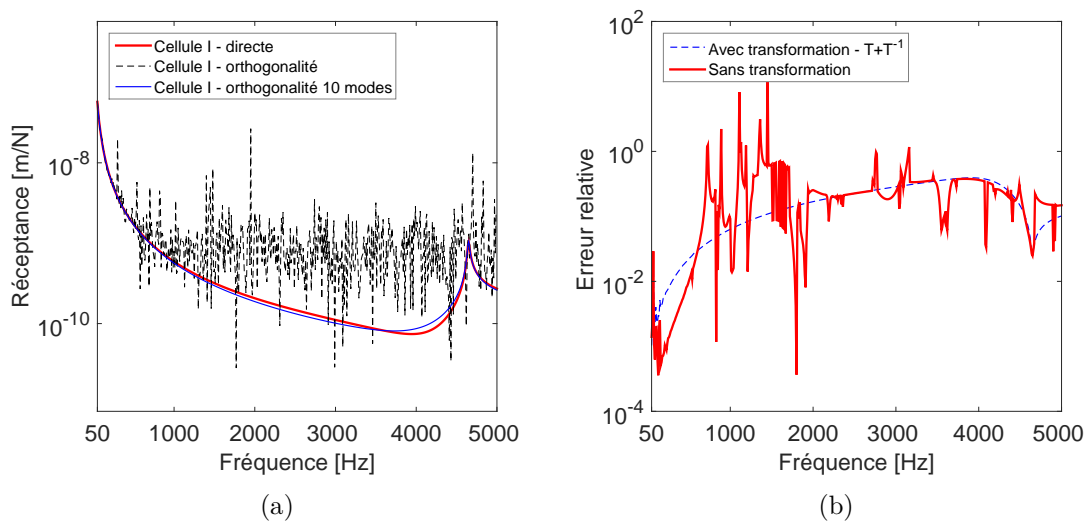 Cellule I - directe
Cellule I - orthogonalité
Cellule I - orthogonalité 10 modes
Réceptance [m/N]
10^-8
10^-10
50 1000 2000 3000 4000 5000
Fréquence [Hz]
(a)
Avec transformation - T+T^-1
Sans transformation
Erreur relative
10^2
10^0
10^-2
10^-4
50 1000 2000 3000 4000 5000
Fréquence [Hz]
(b)